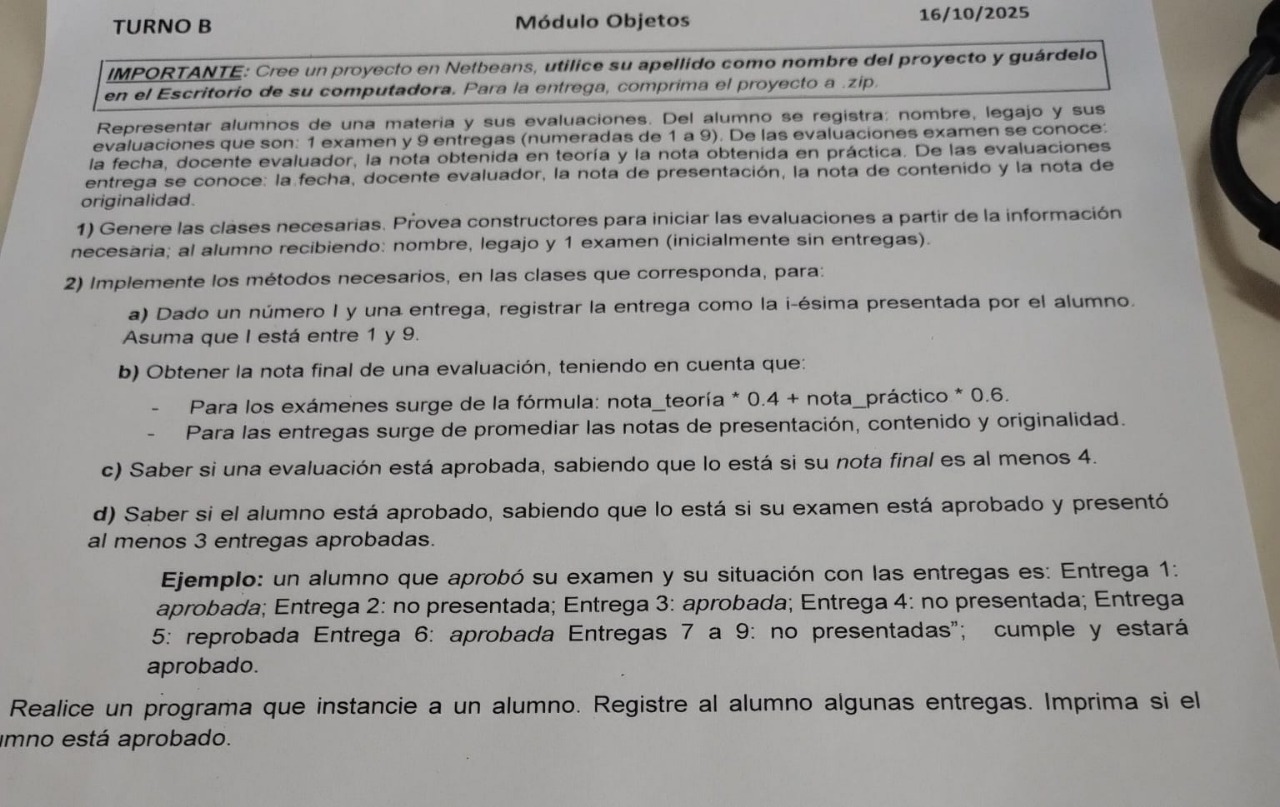 TURNO B Módulo Objetos 16/10/2025
IMPORTANTE: Cree un proyecto en Netbeans, utilice su apellido como nombre del proyecto y guárdelo
en el Escritorio de su computadora. Para la entrega, comprima el proyecto a .zip.
Representar alumnos de una materia y sus evaluaciones. Del alumno se registra: nombre, legajo y sus
evaluaciones que son: 1 examen y 9 entregas (numeradas de 1 a 9). De las evaluaciones examen se conoce:
la fecha, docente evaluador, la nota obtenida en teoría y la nota obtenida en práctica. De las evaluaciones
entrega se conoce: la fecha, docente evaluador, la nota de presentación, la nota de contenido y la nota de
originalidad.
1) Genere las clases necesarias. Provea constructores para iniciar las evaluaciones a partir de la información
necesaria; al alumno recibiendo: nombre, legajo y 1 examen (inicialmente sin entregas).
2) Implemente los métodos necesarios, en las clases que corresponda, para:
a) Dado un número I y una entrega, registrar la entrega como la i-ésima presentada por el alumno.
Asuma que I está entre 1 y 9.
b) Obtener la nota final de una evaluación, teniendo en cuenta que:
- Para los exámenes surge de la fórmula: nota_teoría * 0.4 + nota_práctico * 0.6.
- Para las entregas surge de promediar las notas de presentación, contenido y originalidad.
c) Saber si una evaluación está aprobada, sabiendo que lo está si su nota final es al menos 4.
d) Saber si el alumno está aprobado, sabiendo que lo está si su examen está aprobado y presentó
al menos 3 entregas aprobadas.
Ejemplo: un alumno que aprobó su examen y su situación con las entregas es: Entrega 1:
aprobada; Entrega 2: no presentada; Entrega 3: aprobada; Entrega 4: no presentada; Entrega
5: reprobada Entrega 6: aprobada Entregas 7 a 9: no presentadas"; cumple y estará
aprobado.
Realice un programa que instancie a un alumno. Registre al alumno algunas entregas. Imprima si el
umno está aprobado.